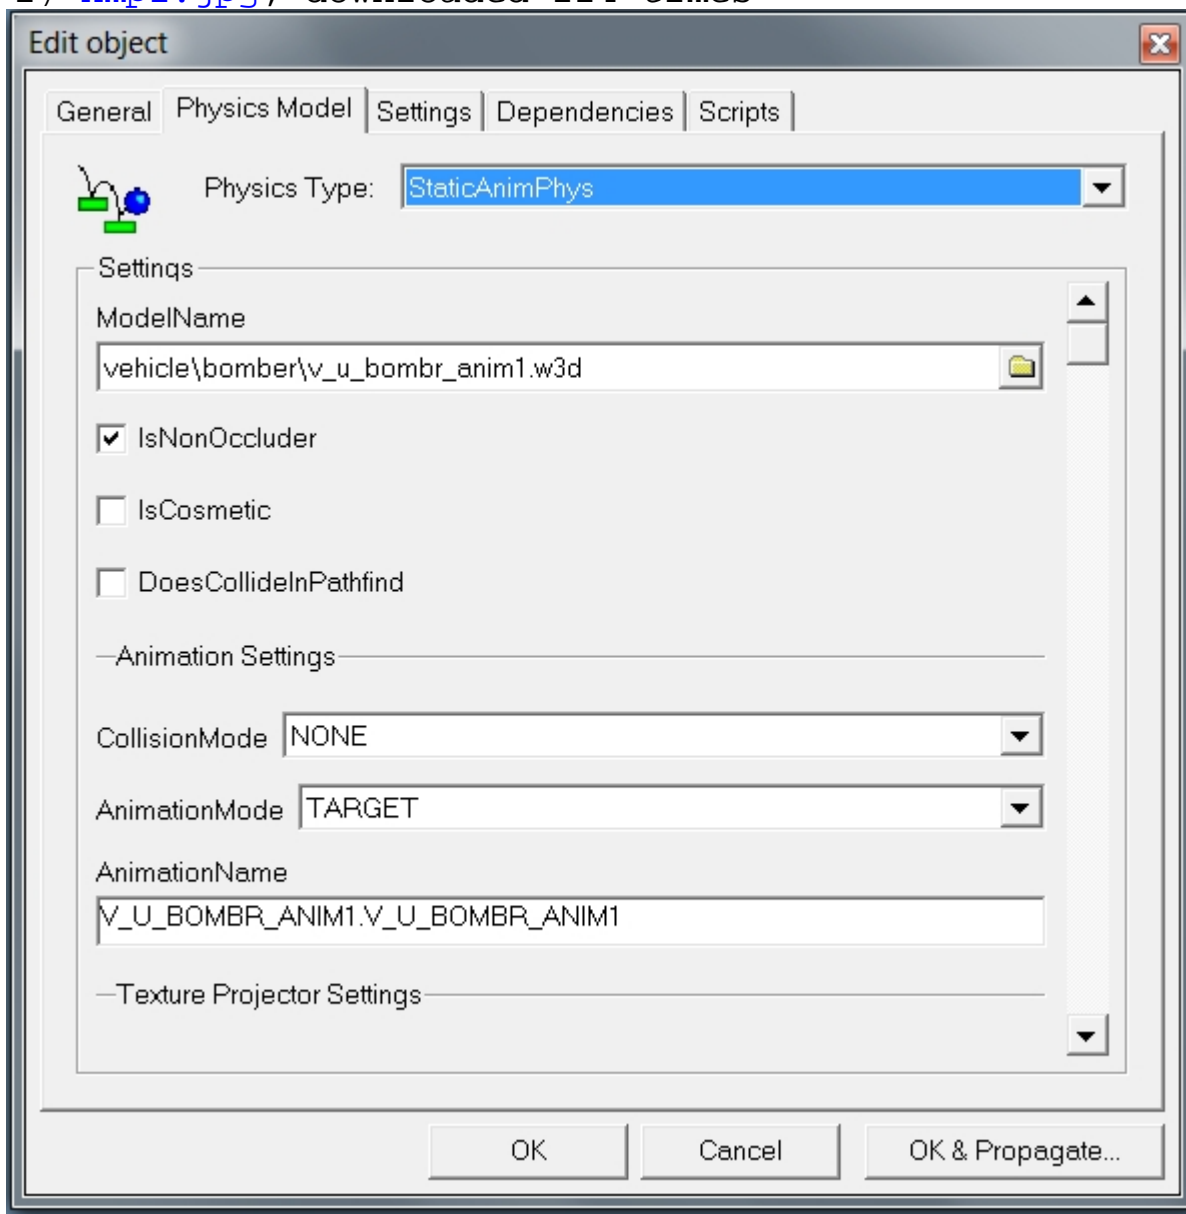 Edit object
General Physics Model Settings Dependencies Scripts
Physics Type: StaticAnimPhys
Settings
ModelName
vehicle\bomber\v_u_bombr_anim1.w3d
IsNonOccluder
IsCosmetic
DoesCollideInPathfind
Animation Settings
CollisionMode NONE
AnimationMode TARGET
AnimationName
V_U_BOMBR_ANIM1.V_U_BOMBR_ANIM1
Texture Projector Settings
OK Cancel OK & Propagate...